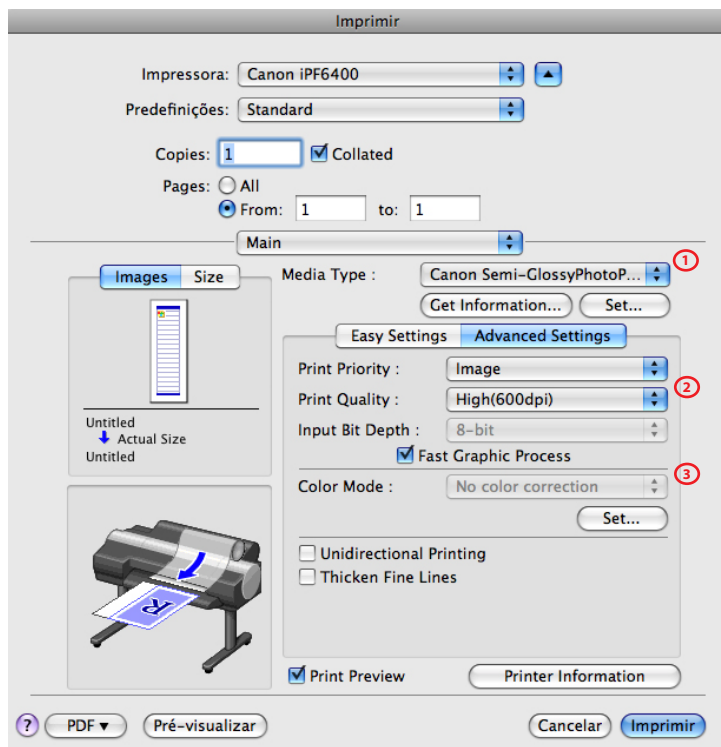 Imprimir
Impressora: Canon iPF6400
Predefinições: Standard
Copies: 1 Collated
Pages: All
From: 1 to: 1
Main
Images Size
Media Type : Canon Semi-GlossyPhotoP... 1
Get Information... Set...
Easy Settings Advanced Settings
Print Priority : Image
Print Quality : High(600dpi) 2
Input Bit Depth : 8-bit
Fast Graphic Process
Color Mode : No color correction 3
Set...
Untitled
Actual Size
Untitled
R
Unidirectional Printing
Thicken Fine Lines
Print Preview Printer Information
? PDF ▼ Pré-visualizar Cancelar Imprimir